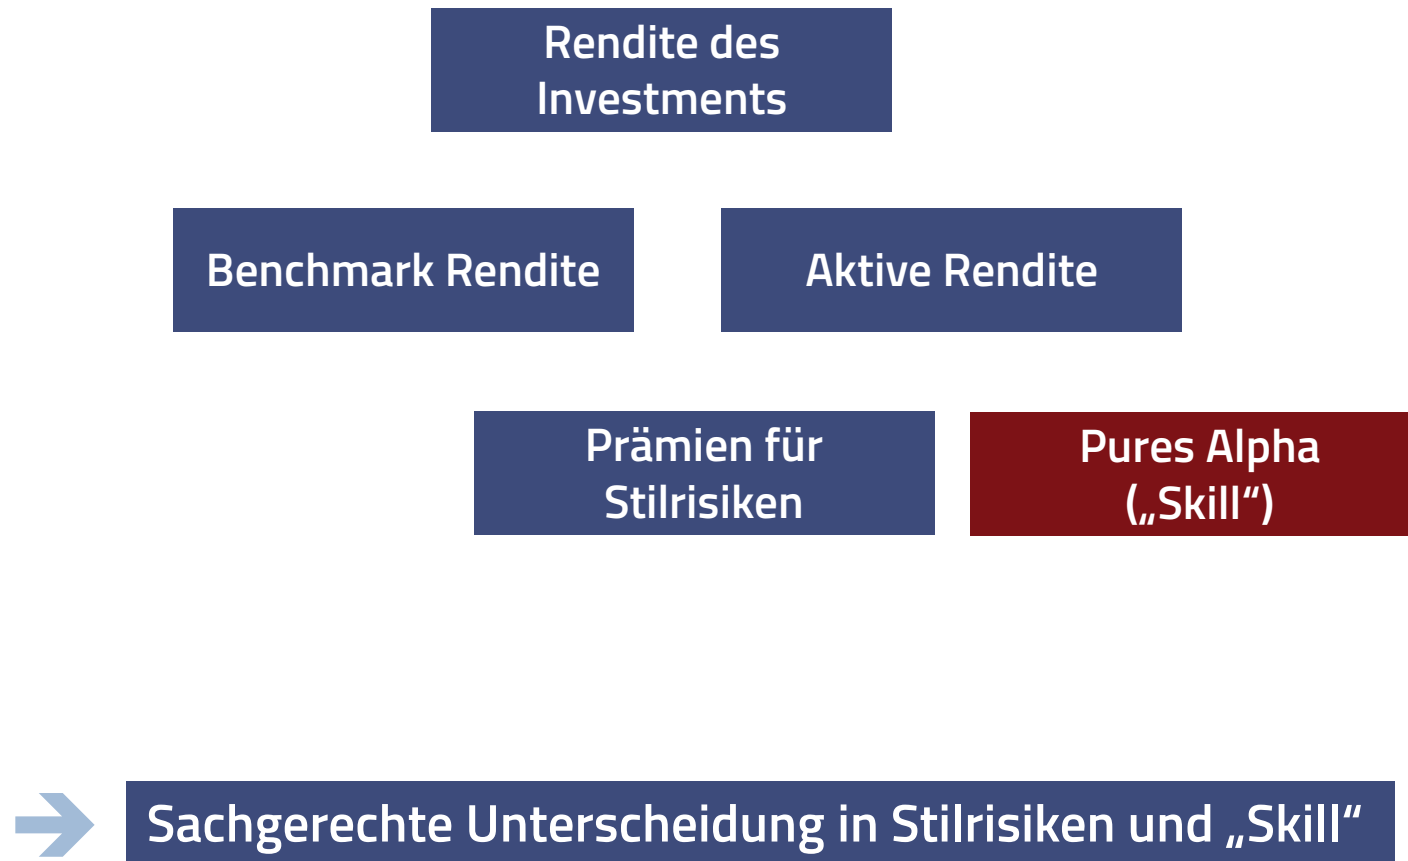 Rendite des
Investments
Benchmark Rendite
Aktive Rendite
Prämien für
Stilrisiken
Pures Alpha
(„Skill“)
Sachgerechte Unterscheidung in Stilrisiken und „Skill“